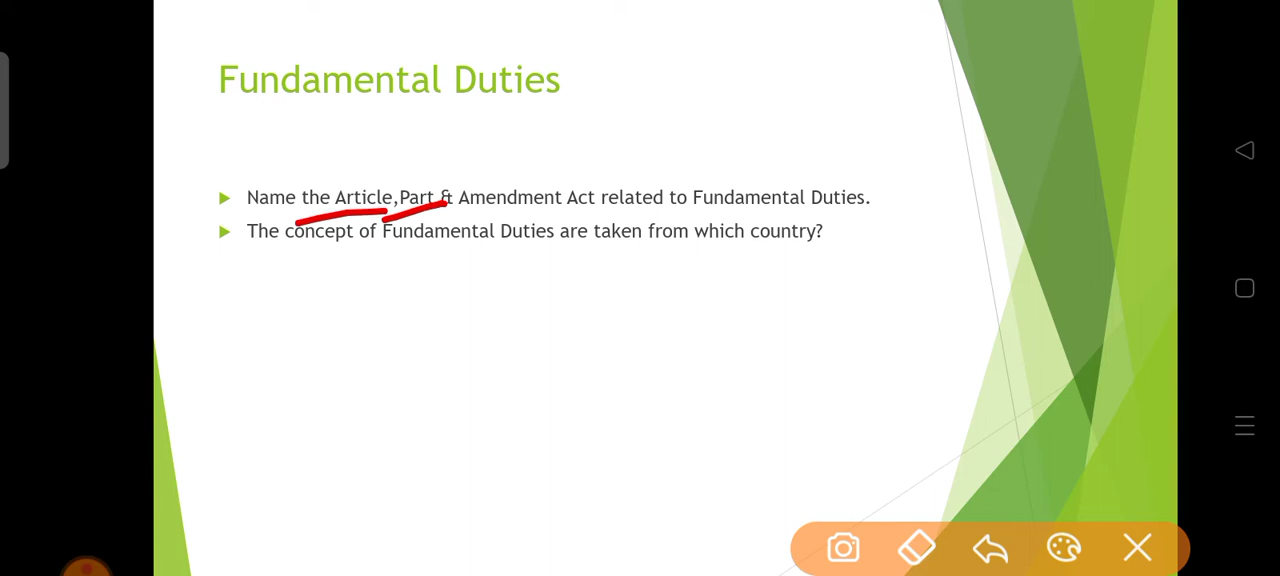 Fundamental Duties
Name the Article,Part & Amendment Act related to Fundamental Duties.
The concept of Fundamental Duties are taken from which country?